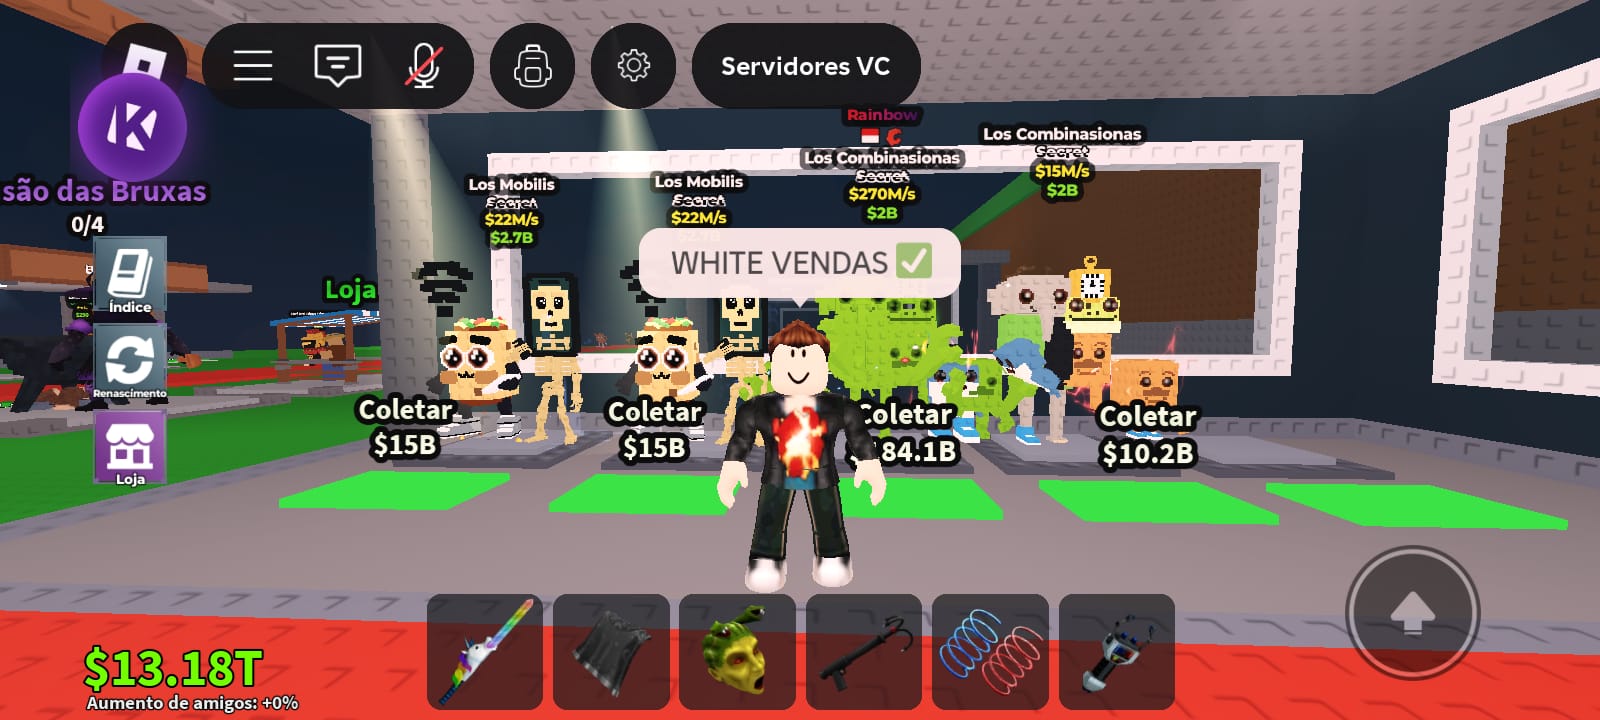 Servidores VC
Rainbow
Los Combinasionas
Secret
$270M/s
$2B
Los Combinasionas
Secret
$15M/s
$2B
Los Mobilis
Secret
$22M/s
$2.7B
Los Mobilis
Secret
$22M/s
são das Bruxas
0/4
WHITE VENDAS ✅
Índice
Loja
Renascimento
Loja
Coletar
$15B
Coletar
$15B
Coletar
84.1B
Coletar
$10.2B
$13.18T
Aumento de amigos: +0%